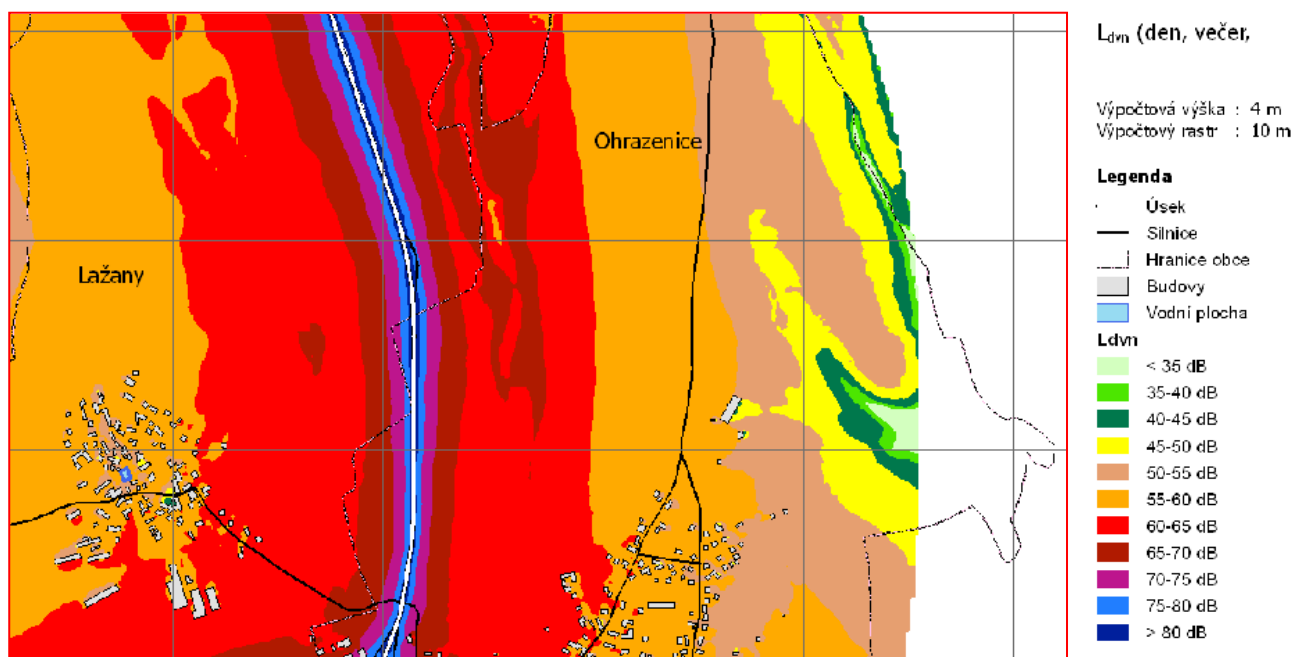 Ohrazenice
Lažany
Ldvn (den, večer,
Výpočtová výška : 4 m
Výpočtový rastr : 10 m
Legenda
Úsek
Silnice
Hranice obce
Budovy
Vodní plocha
Ldvn
< 35 dB
35-40 dB
40-45 dB
45-50 dB
50-55 dB
55-60 dB
60-65 dB
65-70 dB
70-75 dB
75-80 dB
> 80 dB